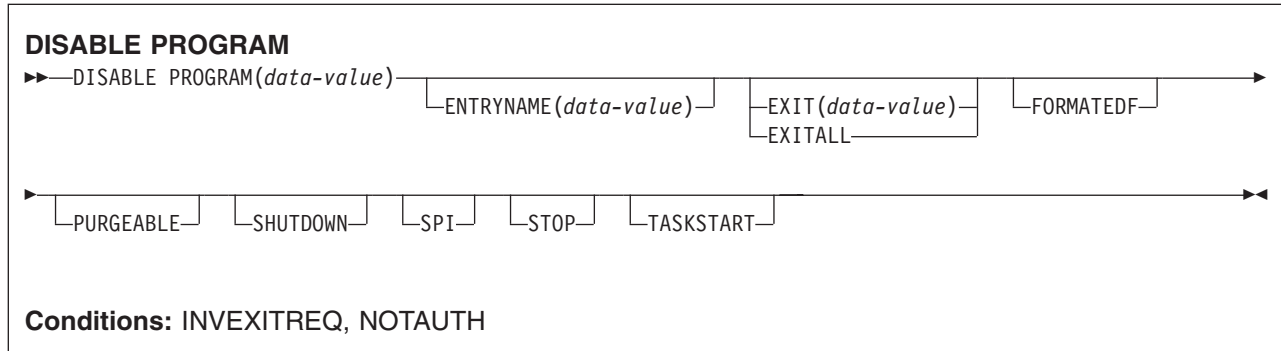 DISABLE PROGRAM
DISABLE PROGRAM(data-value)
ENTRYNAME(data-value)
EXIT(data-value)
EXITALL
FORMATEDF
PURGEABLE
SHUTDOWN
SPI
STOP
TASKSTART
Conditions: INVEXITREQ, NOTAUTH